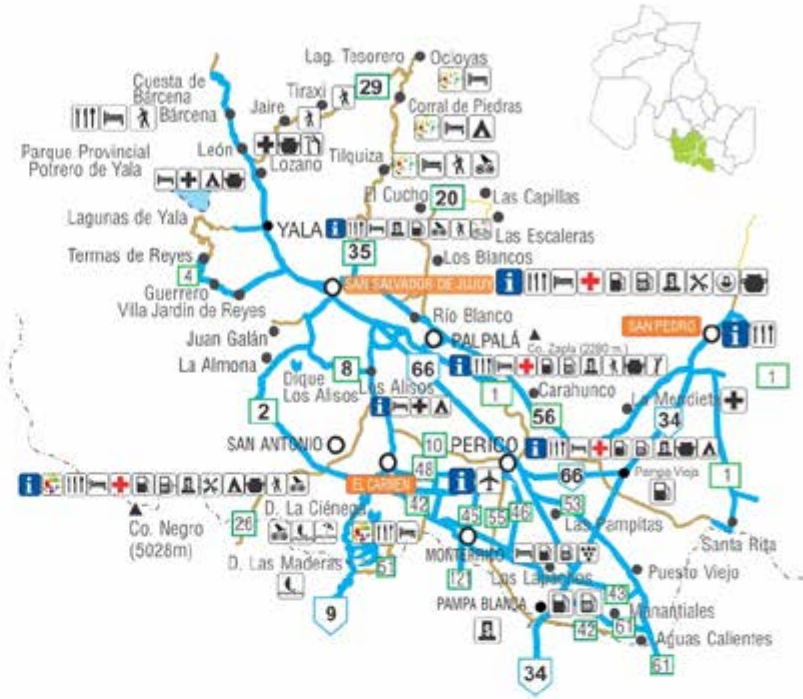 Lag. Tesorero
Ocloyas
Cuesta de
Bárcena
Bárcena
Tiraxi
29
Jaire
Corral de Piedras
León
Lozano
Tilquiza
Parque Provincial
Potrero de Yala
El Cucho
20
Las Capillas
Lagunas de Yala
YALA
Las Escaleras
35
Termas de Reyes
Los Blancos
4
SAN SALVADOR DE JUJUY
Guerrero
Villa Jardín de Reyes
Río Blanco
Juan Galán
PALPALÁ
SAN PEDRO
Co. Zapla (2280 m.)
La Almona
8
66
Dique
Los Alisos
Los Alisos
1
Carahunco
1
La Mendieta
2
56
34
SAN ANTONIO
10
PERICO
48
66
Pampa Vieja
1
EL CARMEN
42
D. La Ciénega
Co. Negro
(5028m)
26
45
55
46
53
Las Pampitas
Santa Rita
MONTERRICO
D. Las Maderas
61
121
Los Lapachos
Puesto Viejo
9
PAMPA BLANCA
43
Manantiales
42
61
Aguas Calientes
34
61